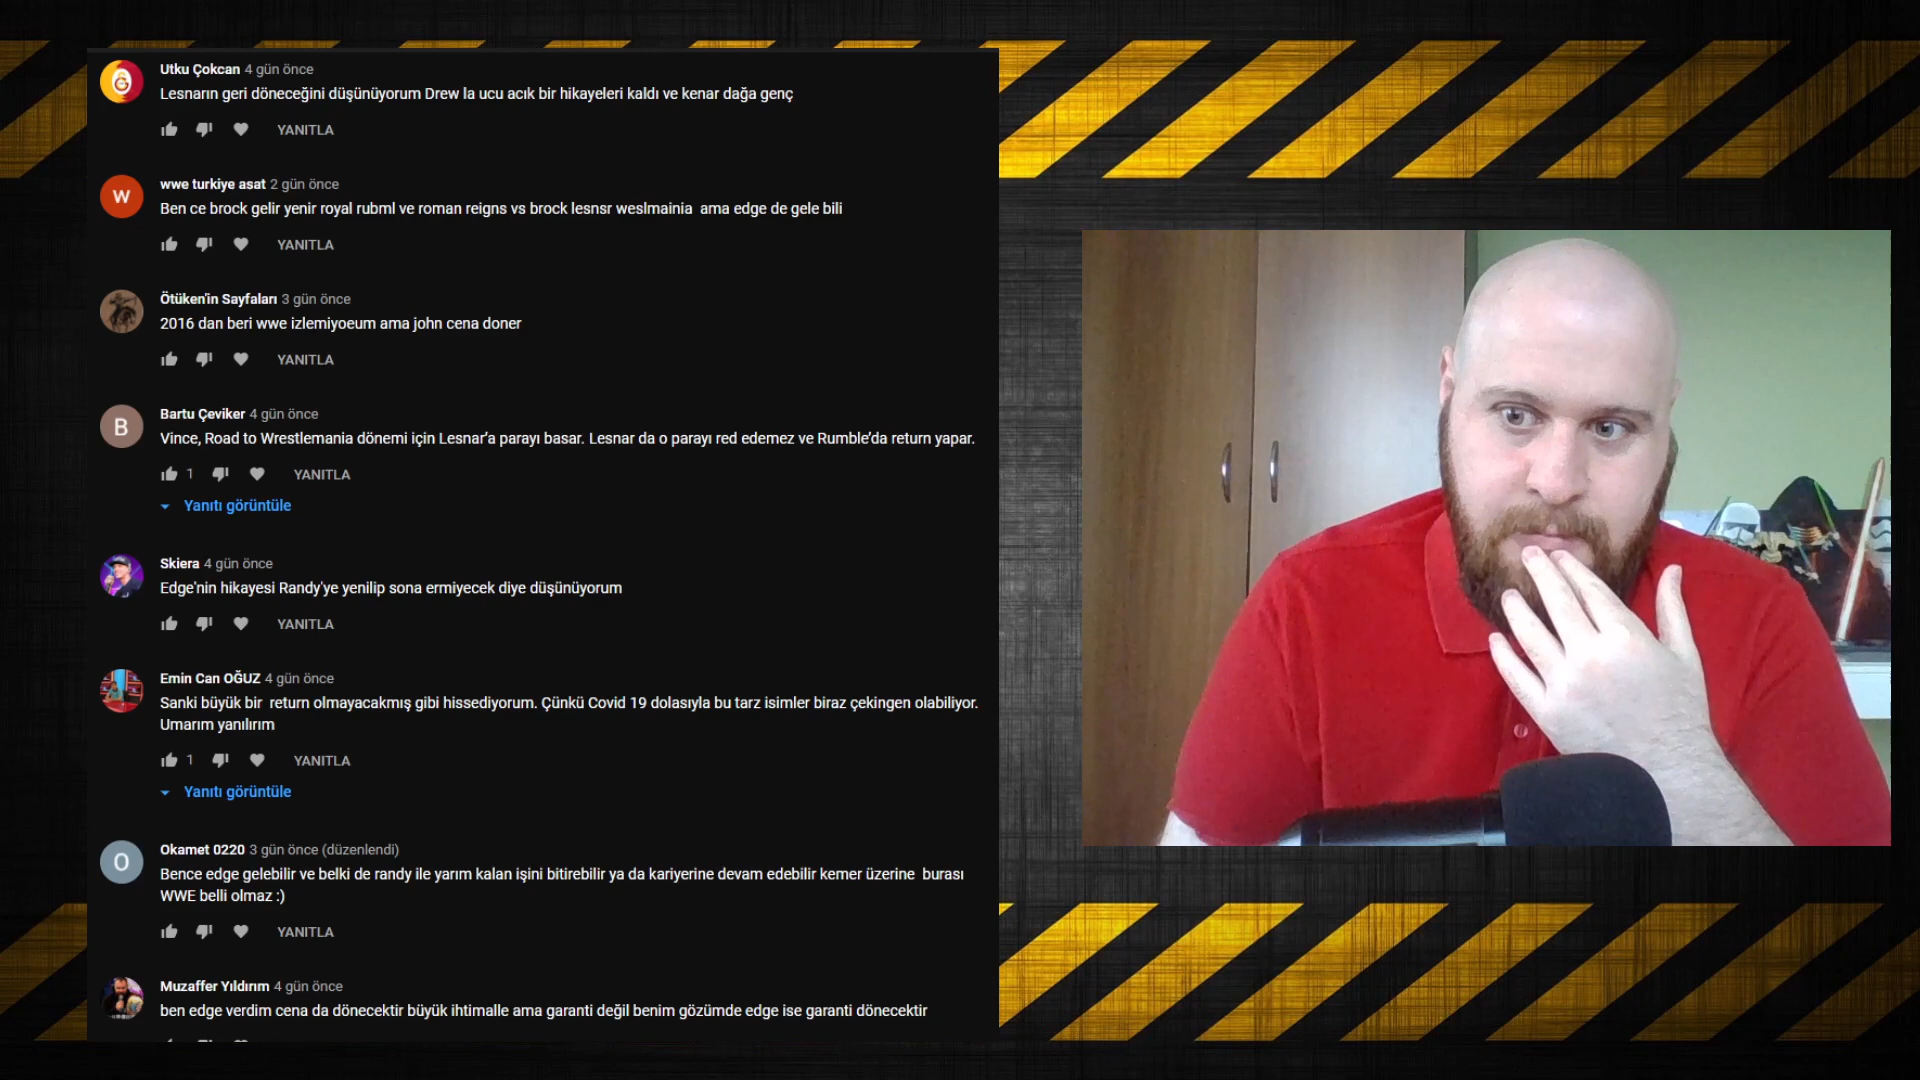 Utku Çokcan 4 gün önce
Lesnarın geri döneceğini düşünüyorum Drew la ucu acık bir hikayeleri kaldı ve kenar dağa genç
YANITLA
W
wwe turkiye asat 2 gün önce
Ben ce brock gelir yenir royal rubml ve roman reigns vs brock lesnsr weslmainia ama edge de gele bili
YANITLA
Ötüken'in Sayfaları 3 gün önce
2016 dan beri wwe izlemiyoeum ama john cena doner
YANITLA
B
Bartu Çeviker 4 gün önce
Vince, Road to Wrestlemania dönemi için Lesnar'a parayı basar. Lesnar da o parayı red edemez ve Rumble'da return yapar.
1 YANITLA
Yanıtı görüntüle
Skiera 4 gün önce
Edge'nin hikayesi Randy'ye yenilip sona ermiyecek diye düşünüyorum
YANITLA
Emin Can OĞUZ 4 gün önce
Sanki büyük bir return olmayacakmış gibi hissediyorum. Çünkü Covid 19 dolasıyla bu tarz isimler biraz çekingen olabiliyor.
Umarım yanılırım
1 YANITLA
Yanıtı görüntüle
O
Okamet 0220 3 gün önce (düzenlendi)
Bence edge gelebilir ve belki de randy ile yarım kalan işini bitirebilir ya da kariyerine devam edebilir kemer üzerine burası
WWE belli olmaz :)
YANITLA
Muzaffer Yıldırım 4 gün önce
ben edge verdim cena da dönecektir büyük ihtimalle ama garanti değil benim gözümde edge ise garanti dönecektir